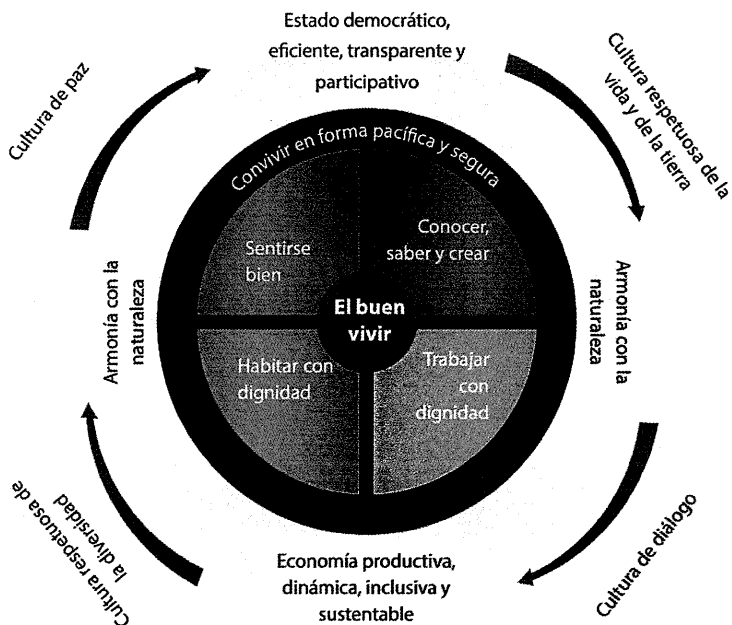 Estado democrático,
eficiente, transparente y
participativo
Cultura de paz
Cultura respetuosa de la
vida y de la tierra
Convivir en forma pacífica y segura
Sentirse
bien
Conocer,
saber y crear
El buen
vivir
Habitar con
dignidad
Trabajar
con
dignidad
Armonía con la
naturaleza
Armonía con la
naturaleza
Cultura respetuosa de
la diversidad
Economía productiva,
dinámica, inclusiva y
sustentable
Cultura de diálogo